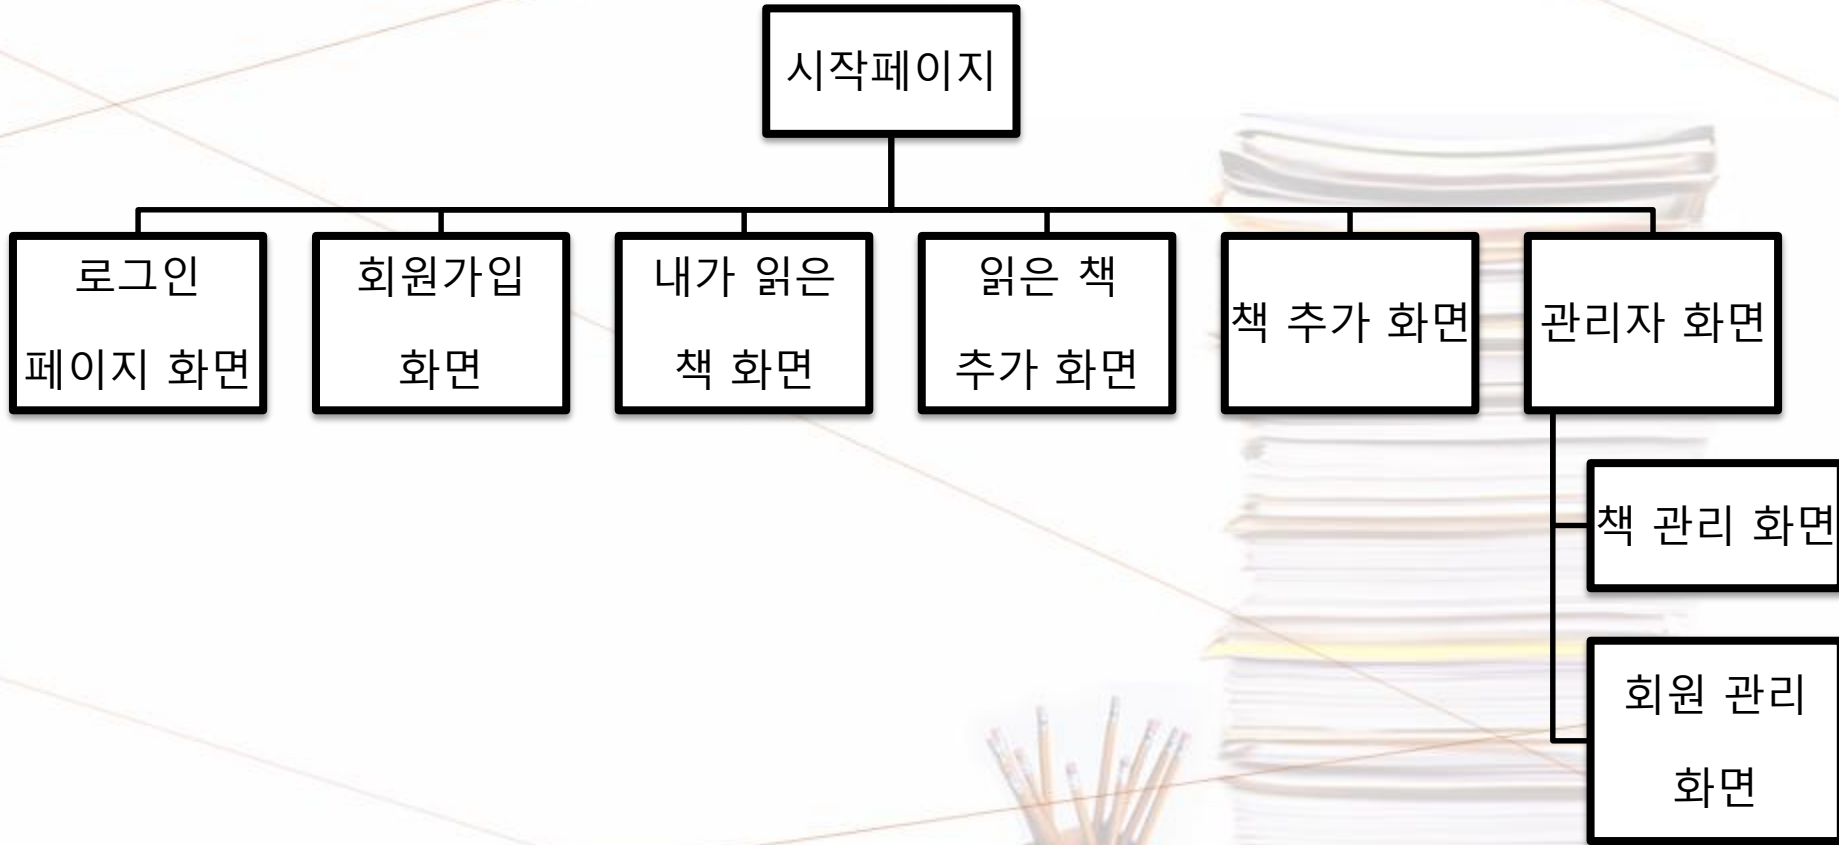 시작페이지
로그인
페이지 화면
회원가입
화면
내가 읽은
책 화면
읽은 책
추가 화면
책 추가 화면
관리자 화면
책 관리 화면
회원 관리
화면